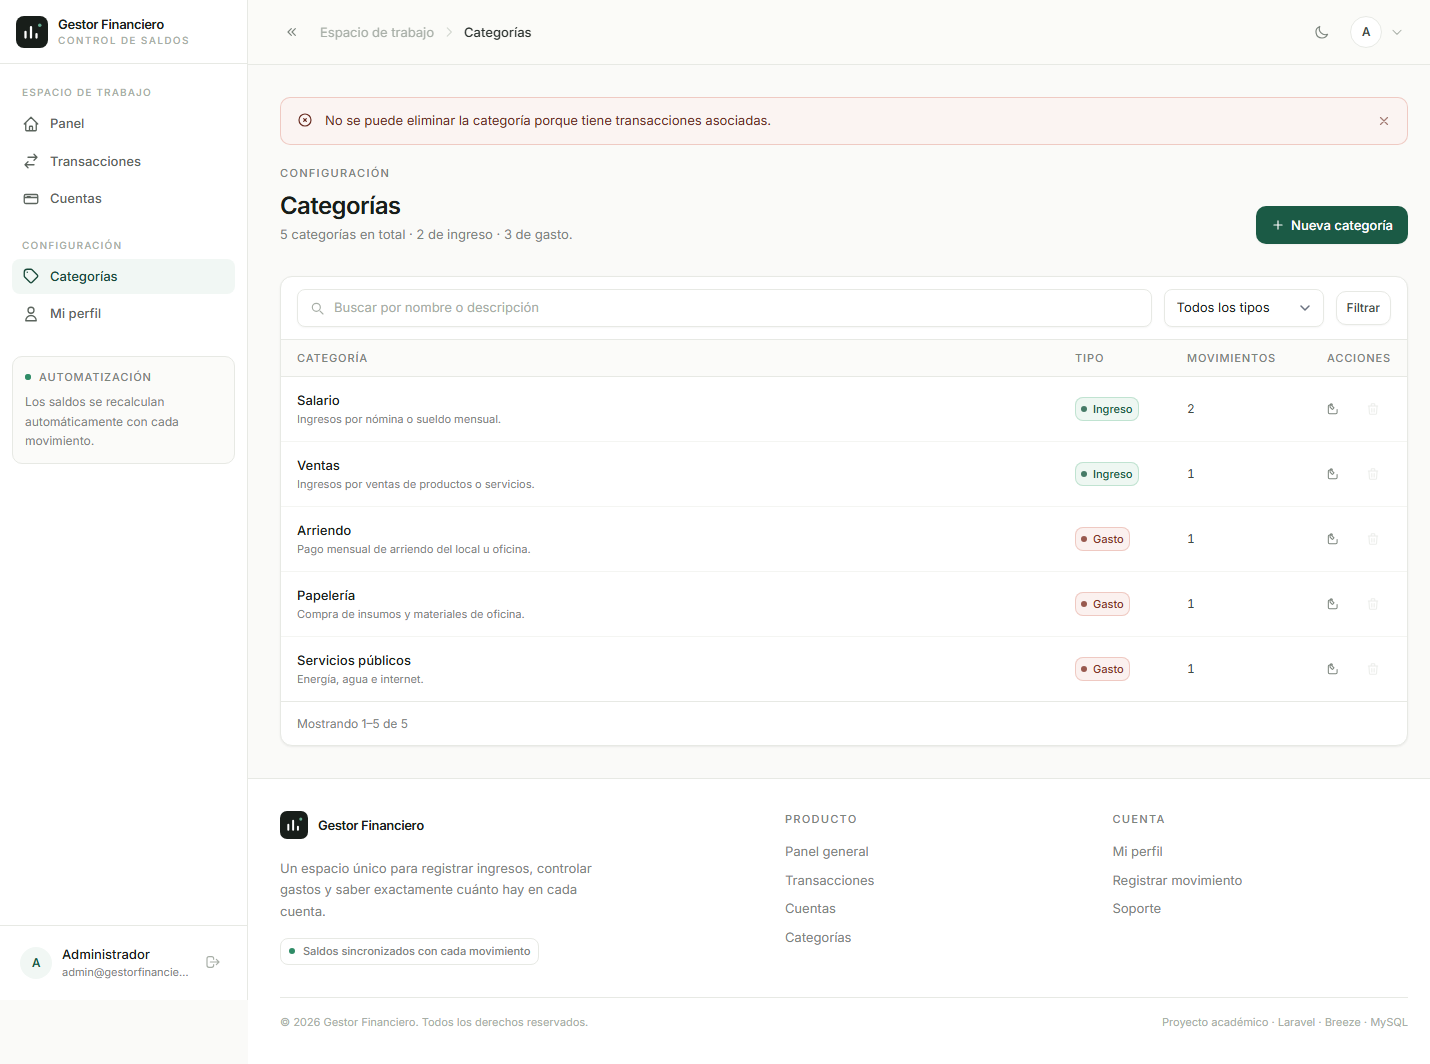 Gestor Financiero
CONTROL DE SALDOS
ESPACIO DE TRABAJO
Panel
Transacciones
Cuentas
CONFIGURACIÓN
Categorías
Mi perfil
AUTOMATIZACIÓN
Los saldos se recalculan
automáticamente con cada
movimiento.
A
Administrador
admin@gestorfinancie...
Espacio de trabajo
Categorías
A
No se puede eliminar la categoría porque tiene transacciones asociadas.
CONFIGURACIÓN
Categorías
5 categorías en total · 2 de ingreso · 3 de gasto.
Nueva categoría
Buscar por nombre o descripción
Todos los tipos
Filtrar
CATEGORÍA TIPO MOVIMIENTOS ACCIONES
Salario
Ingresos por nómina o sueldo mensual.
Ingreso
2
Ventas
Ingresos por ventas de productos o servicios.
Ingreso
1
Arriendo
Pago mensual de arriendo del local u oficina.
Gasto
1
Papelería
Compra de insumos y materiales de oficina.
Gasto
1
Servicios públicos
Energía, agua e internet.
Gasto
1
Mostrando 1–5 de 5
Gestor Financiero
Un espacio único para registrar ingresos, controlar
gastos y saber exactamente cuánto hay en cada
cuenta.
Saldos sincronizados con cada movimiento
PRODUCTO
Panel general
Transacciones
Cuentas
Categorías
CUENTA
Mi perfil
Registrar movimiento
Soporte
© 2026 Gestor Financiero. Todos los derechos reservados.
Proyecto académico · Laravel · Breeze · MySQL